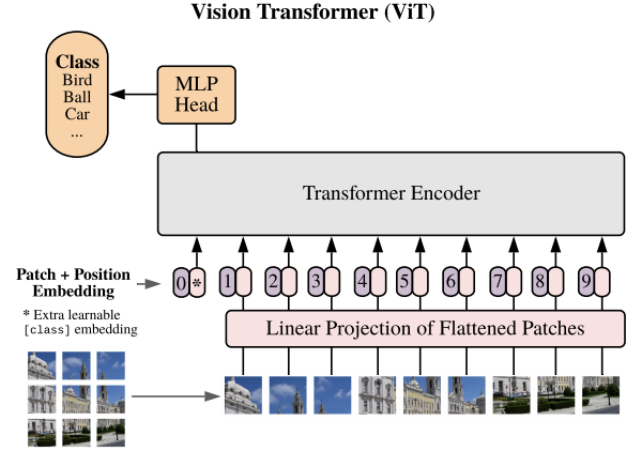 Vision Transformer (ViT)
Class
Bird
Ball
Car
...
MLP
Head
Transformer Encoder
Patch + Position
Embedding
0 * 1 2 3 4 5 6 7 8 9
* Extra learnable
[class] embedding
Linear Projection of Flattened Patches